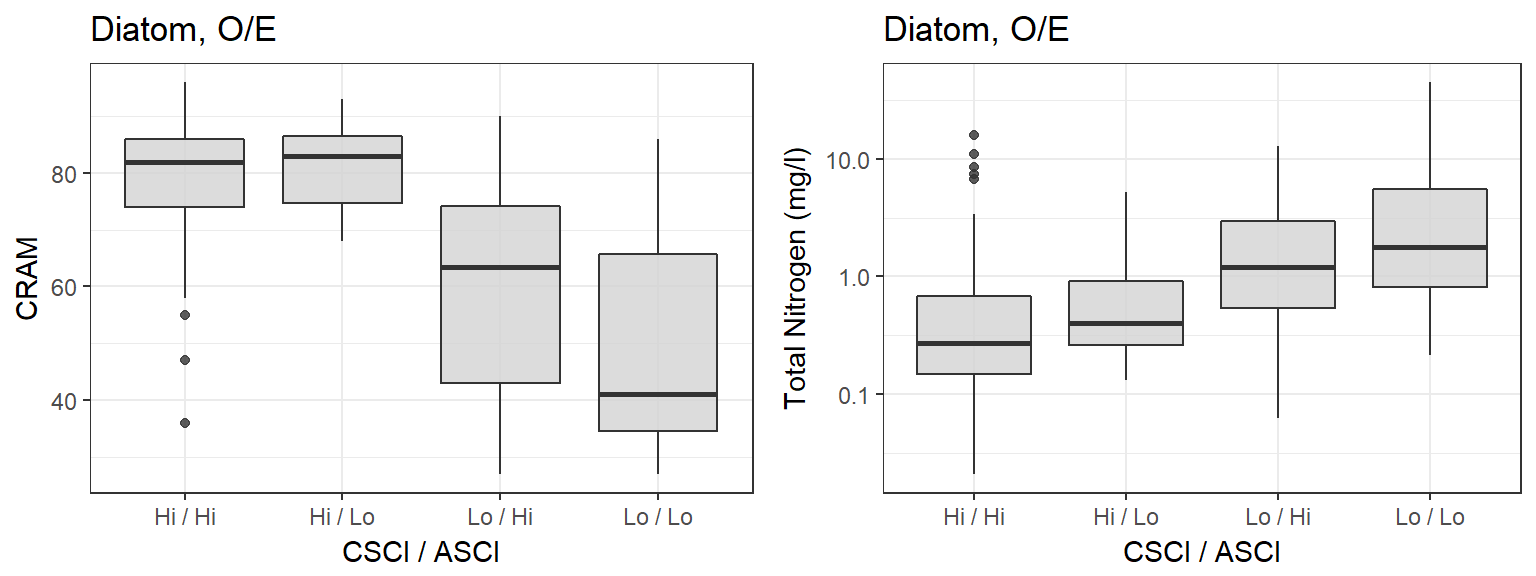 Diatom, O/E
CRAM
80
60
40
Hi / Hi
Hi / Lo
Lo / Hi
Lo / Lo
CSCI / ASCI
Diatom, O/E
Total Nitrogen (mg/l)
10.0
1.0
0.1
Hi / Hi
Hi / Lo
Lo / Hi
Lo / Lo
CSCI / ASCI